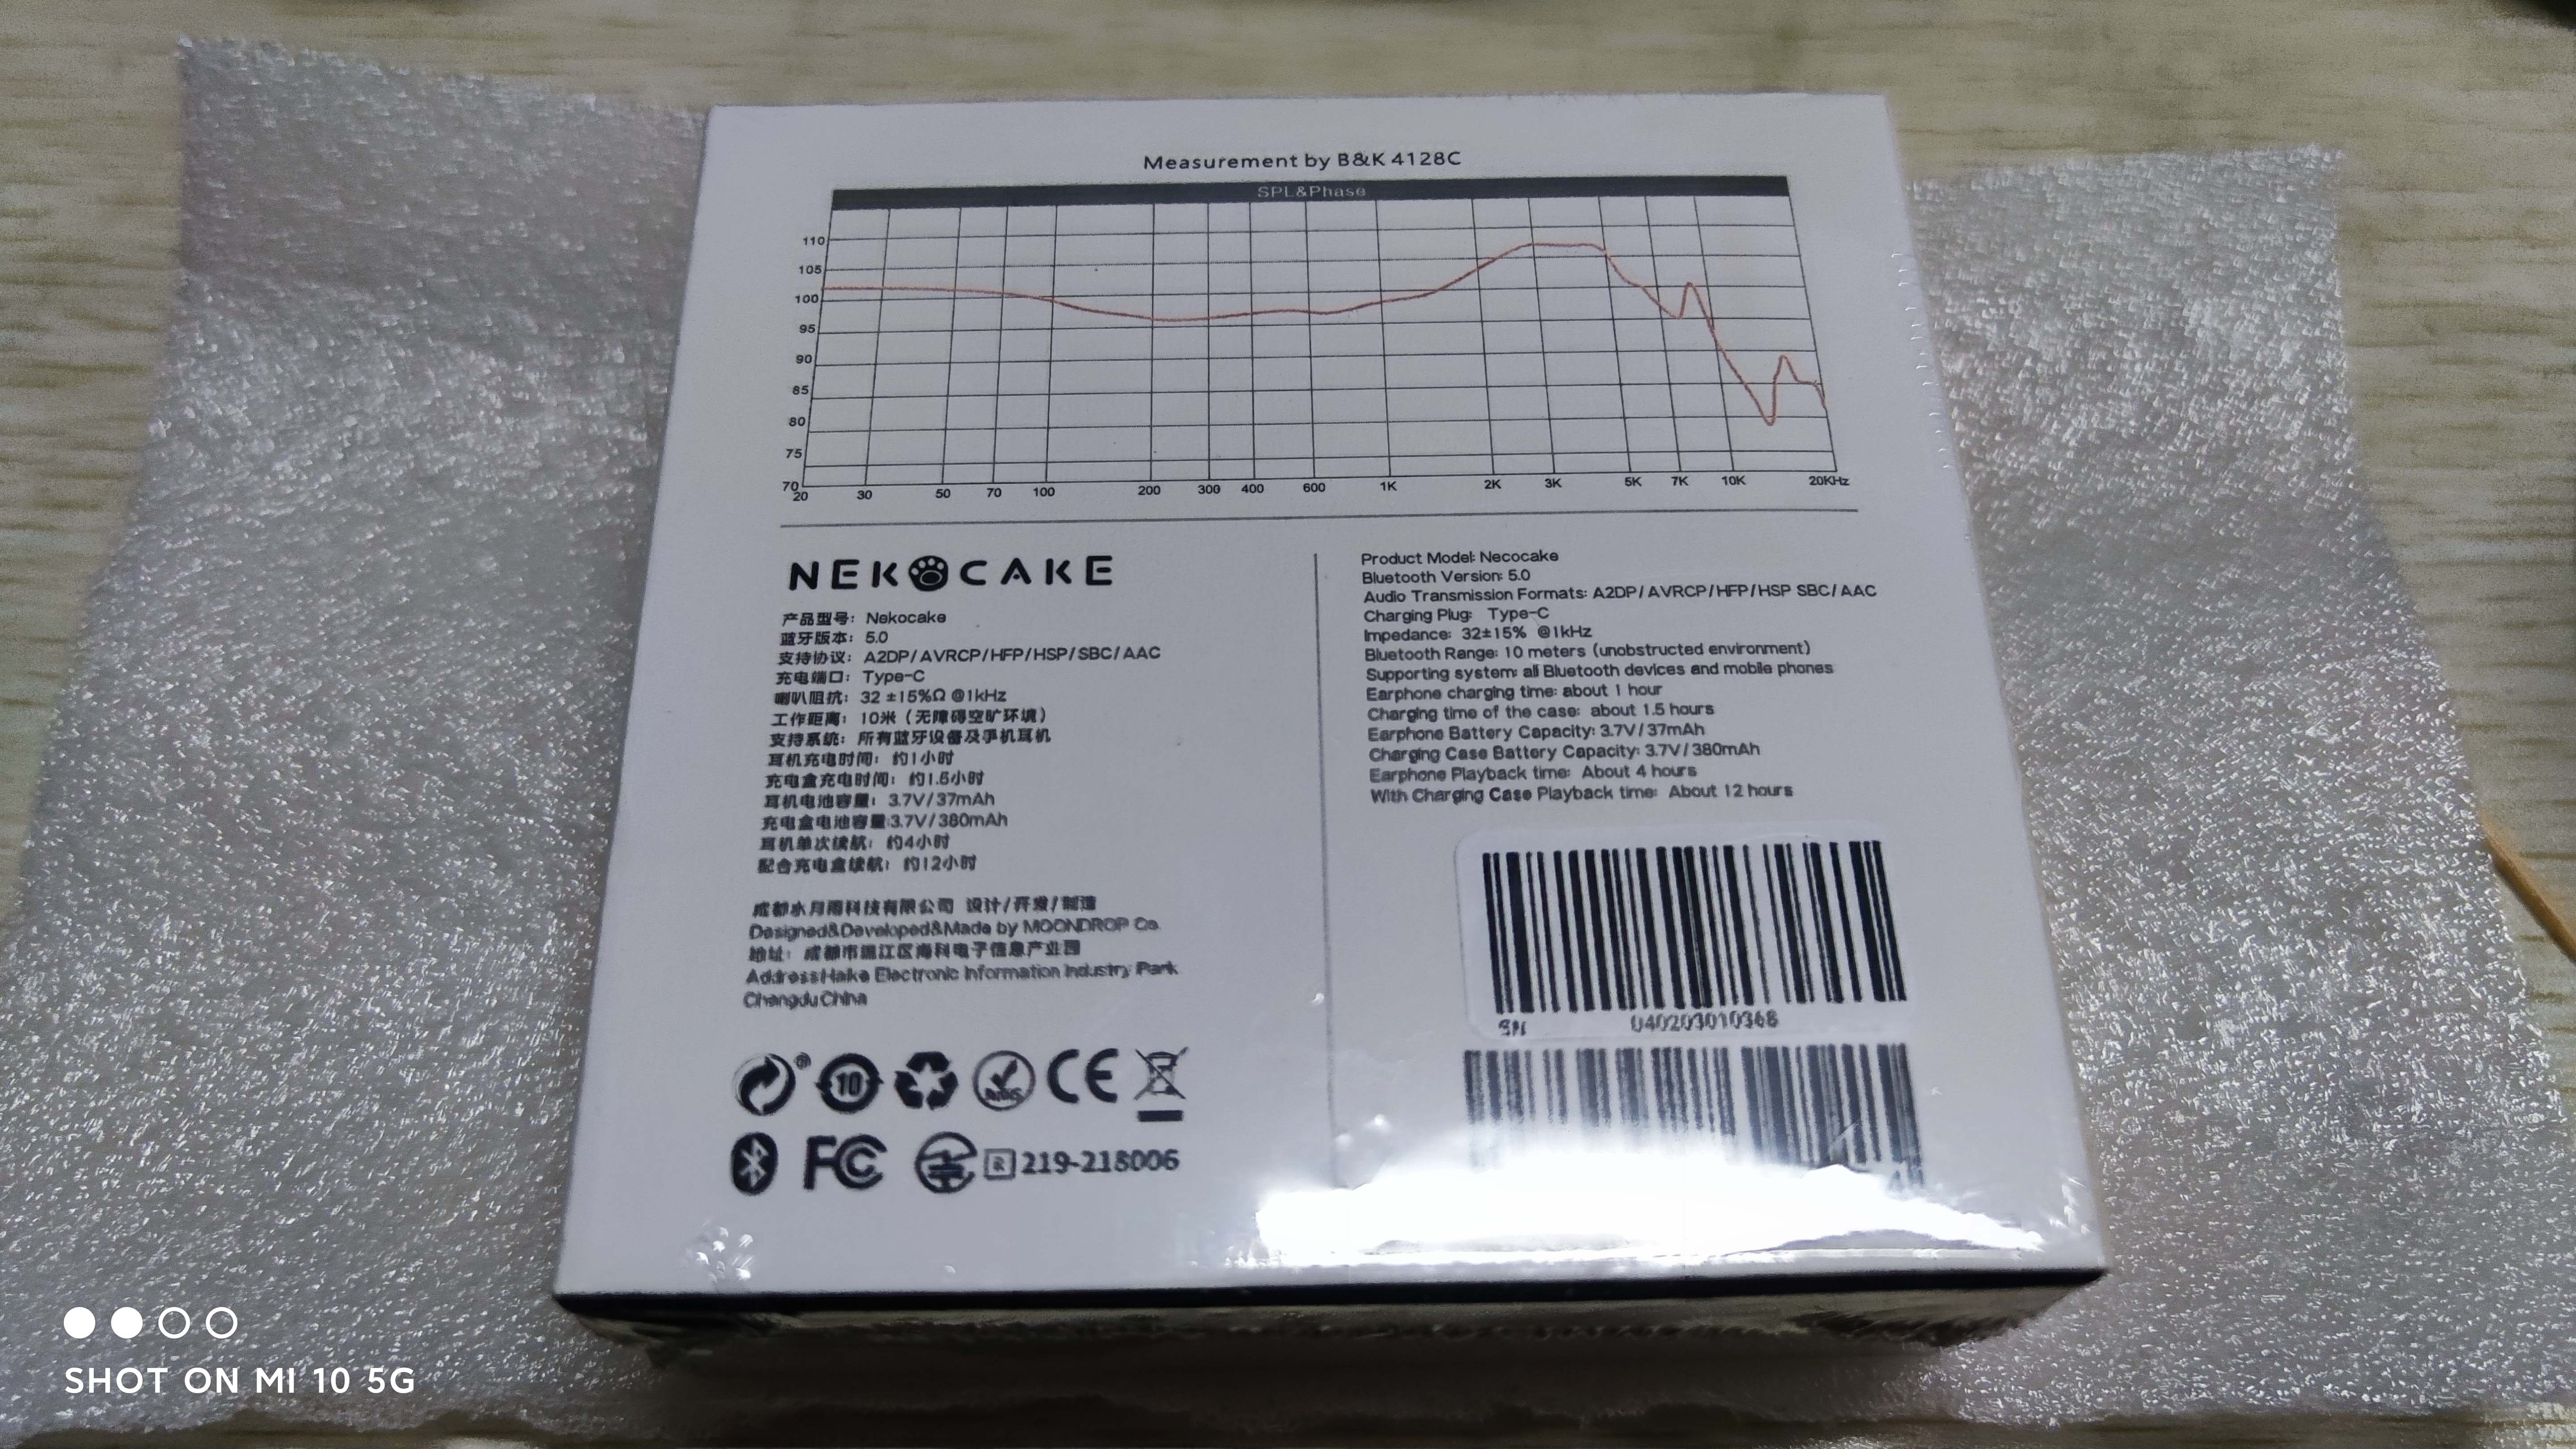 Measurement by B&K 4128C
SPL&Phase
110
105
100
95
90
85
80
75
70
20 30 50 70 100 200 300 400 600 1K 2K 3K 5K 7K 10K 20KHz
NEKOCAKE
产品型号：Nekocake
蓝牙版本：5.0
支持协议：A2DP/AVRCP/HFP/HSP/SBC/AAC
充电端口：Type-C
喇叭阻抗：32 ±15%Ω @1kHz
工作距离：10米（无障碍空旷环境）
支持系统：所有蓝牙设备及手机耳机
耳机充电时间：约1小时
充电盒充电时间：约1.5小时
耳机电池容量：3.7V/37mAh
充电盒电池容量:3.7V/380mAh
耳机单次续航：约4小时
配合充电盒续航：约12小时
成都水月雨科技有限公司 设计/开发/制造
Designed&Developed&Made by MOONDROP Co.
地址：成都市温江区海科电子信息产业园
Address:Haike Electronic Information Industry Park
Chengdu China
10
RoHS
CE
FC
R 219-218006
Product Model: Necocake
Bluetooth Version: 5.0
Audio Transmission Formats: A2DP/AVRCP/HFP/HSP SBC/AAC
Charging Plug: Type-C
Impedance: 32±15% @1kHz
Bluetooth Range: 10 meters (unobstructed environment)
Supporting system: all Bluetooth devices and mobile phones
Earphone charging time: about 1 hour
Charging time of the case: about 1.5 hours
Earphone Battery Capacity: 3.7V/37mAh
Charging Case Battery Capacity: 3.7V/380mAh
Earphone Playback time: About 4 hours
With Charging Case Playback time: About 12 hours
SN 040203010368
SHOT ON MI 10 5G